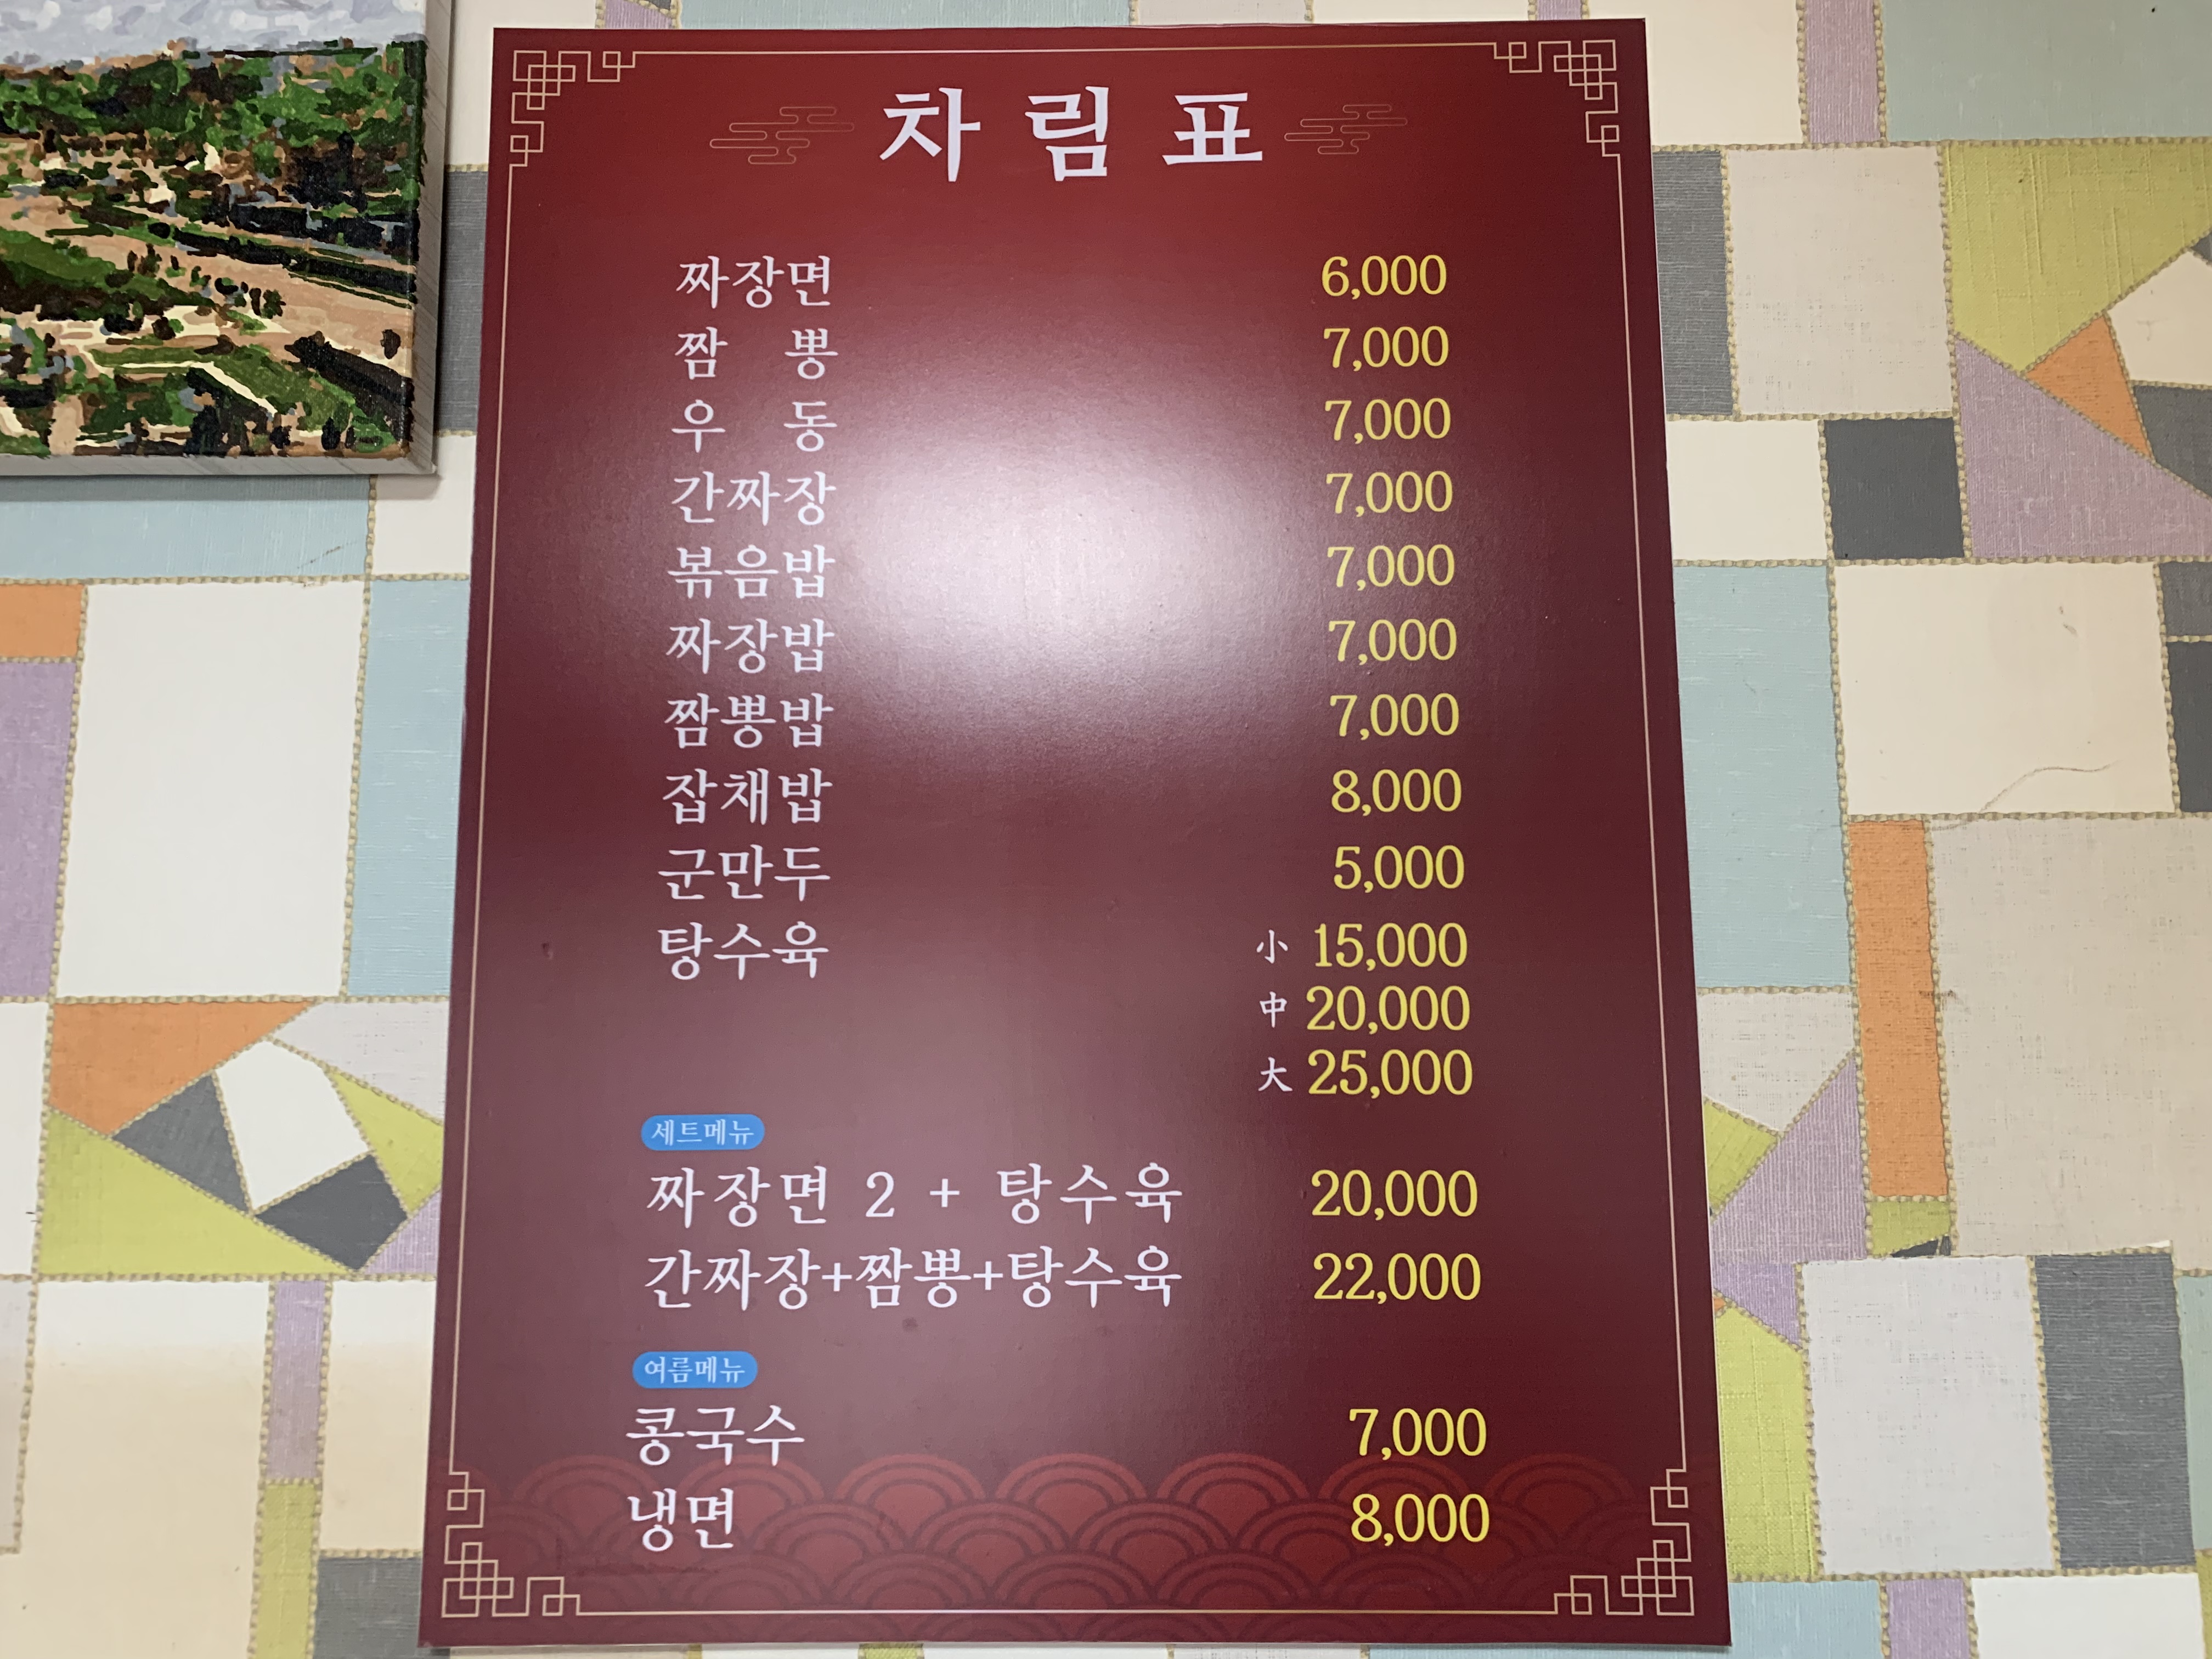 차림표
짜장면 6,000
짬뽕 7,000
우동 7,000
간짜장 7,000
볶음밥 7,000
짜장밥 7,000
짬뽕밥 7,000
잡채밥 8,000
군만두 5,000
탕수육 小 15,000
中 20,000
大 25,000
세트메뉴
짜장면 2 + 탕수육 20,000
간짜장+짬뽕+탕수육 22,000
여름메뉴
콩국수 7,000
냉면 8,000